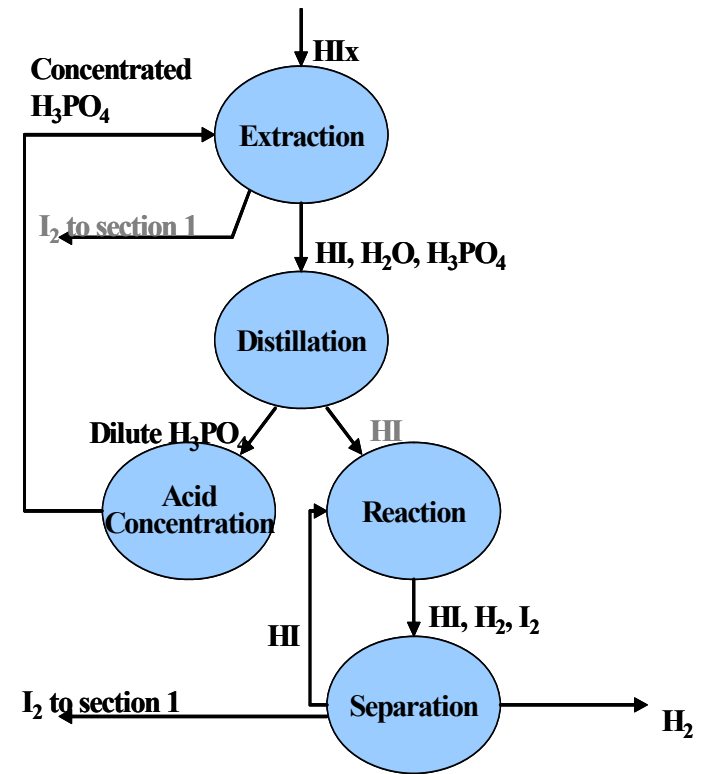 HIx
Concentrated
H₃PO₄
Extraction
I₂ to section 1
HI, H₂O, H₃PO₄
Distillation
Dilute H₃PO₄
HI
Acid
Concentration
Reaction
HI, H₂, I₂
HI
I₂ to section 1
Separation
H₂